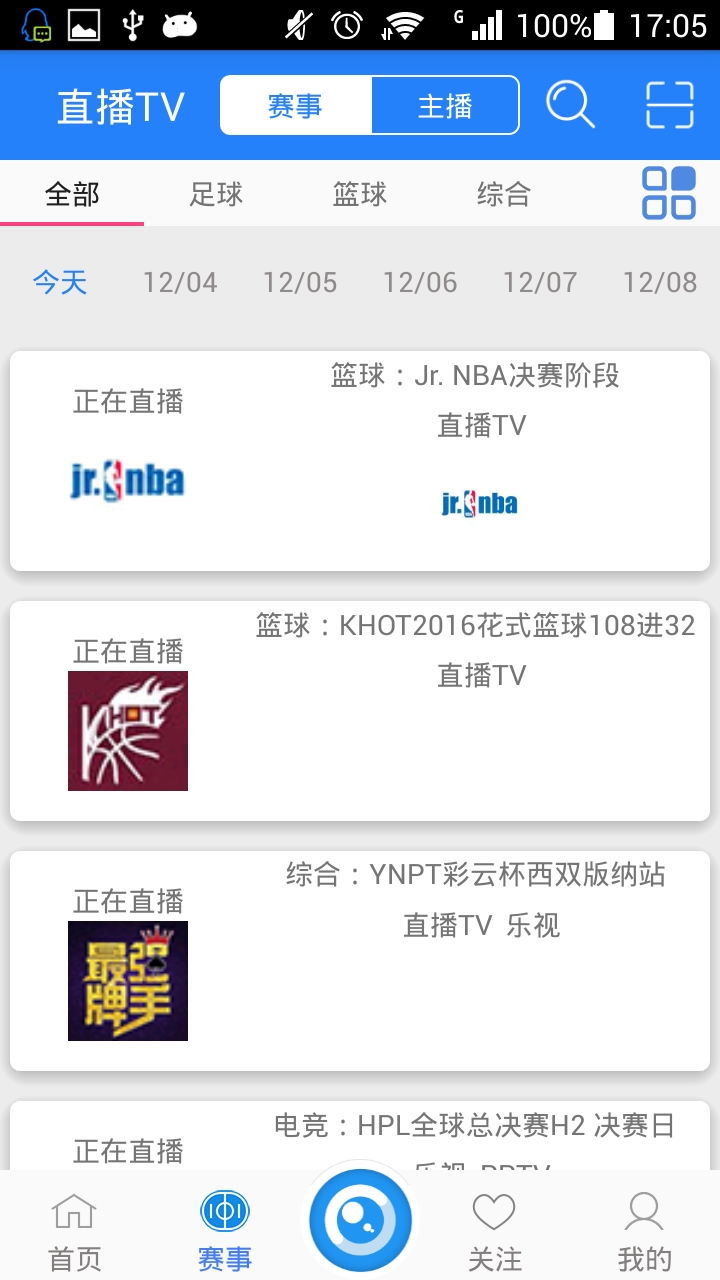 G 100% 17:05
直播TV 赛事 主播
全部 足球 篮球 综合
今天 12/04 12/05 12/06 12/07 12/08
篮球：Jr. NBA决赛阶段
正在直播
直播TV
jr.nba
jr.nba
篮球：KHOT2016花式篮球108进32
正在直播
直播TV
KHOT
综合：YNPT彩云杯西双版纳站
正在直播
直播TV 乐视
最强
牌手
电竞：HPL全球总决赛H2 决赛日
正在直播
乐视 PPTV
首页 赛事 关注 我的